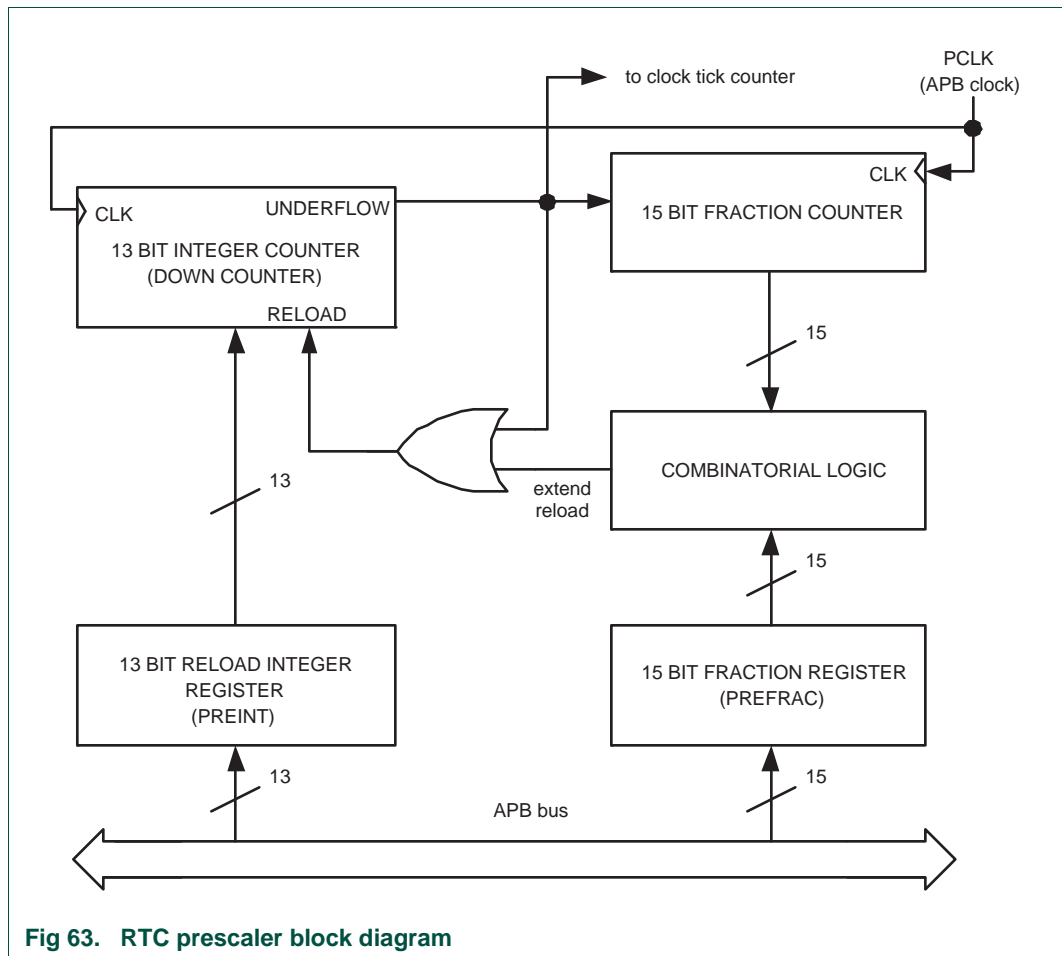 PCLK
(APB clock)
to clock tick counter
CLK
UNDERFLOW
13 BIT INTEGER COUNTER
(DOWN COUNTER)
RELOAD
CLK
15 BIT FRACTION COUNTER
15
COMBINATORIAL LOGIC
extend
reload
13
15
13 BIT RELOAD INTEGER
REGISTER
(PREINT)
15 BIT FRACTION REGISTER
(PREFRAC)
13
15
APB bus
Fig 63. RTC prescaler block diagram